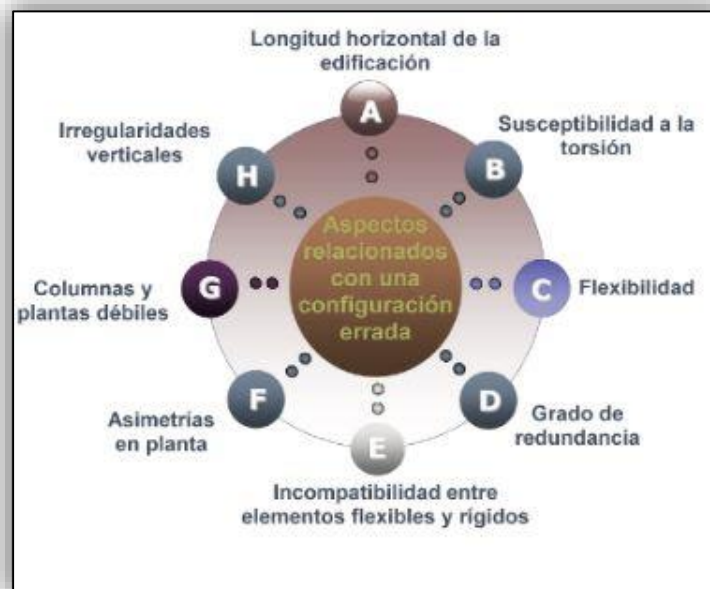 Longitud horizontal de la
edificación
A
Susceptibilidad a la
torsión
B
Flexibilidad
C
Grado de
redundancia
D
Incompatibilidad entre
elementos flexibles y rígidos
E
Asimetrías
en planta
F
Columnas y
plantas débiles
G
Irregularidades
verticales
H
Aspectos
relacionados
con una
configuración
errada